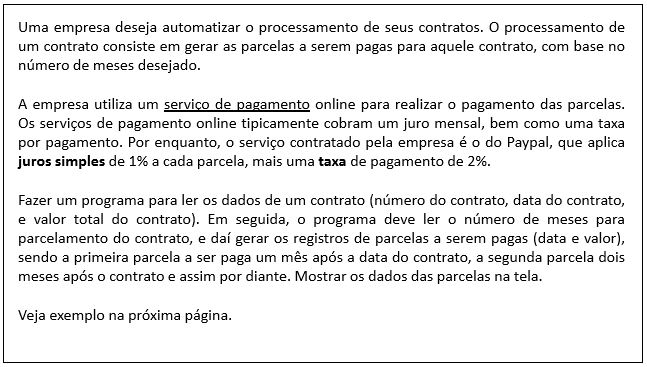 Uma empresa deseja automatizar o processamento de seus contratos. O processamento de
um contrato consiste em gerar as parcelas a serem pagas para aquele contrato, com base no
número de meses desejado.
A empresa utiliza um serviço de pagamento online para realizar o pagamento das parcelas.
Os serviços de pagamento online tipicamente cobram um juro mensal, bem como uma taxa
por pagamento. Por enquanto, o serviço contratado pela empresa é o do Paypal, que aplica
juros simples de 1% a cada parcela, mais uma taxa de pagamento de 2%.
Fazer um programa para ler os dados de um contrato (número do contrato, data do contrato,
e valor total do contrato). Em seguida, o programa deve ler o número de meses para
parcelamento do contrato, e daí gerar os registros de parcelas a serem pagas (data e valor),
sendo a primeira parcela a ser paga um mês após a data do contrato, a segunda parcela dois
meses após o contrato e assim por diante. Mostrar os dados das parcelas na tela.
Veja exemplo na próxima página.